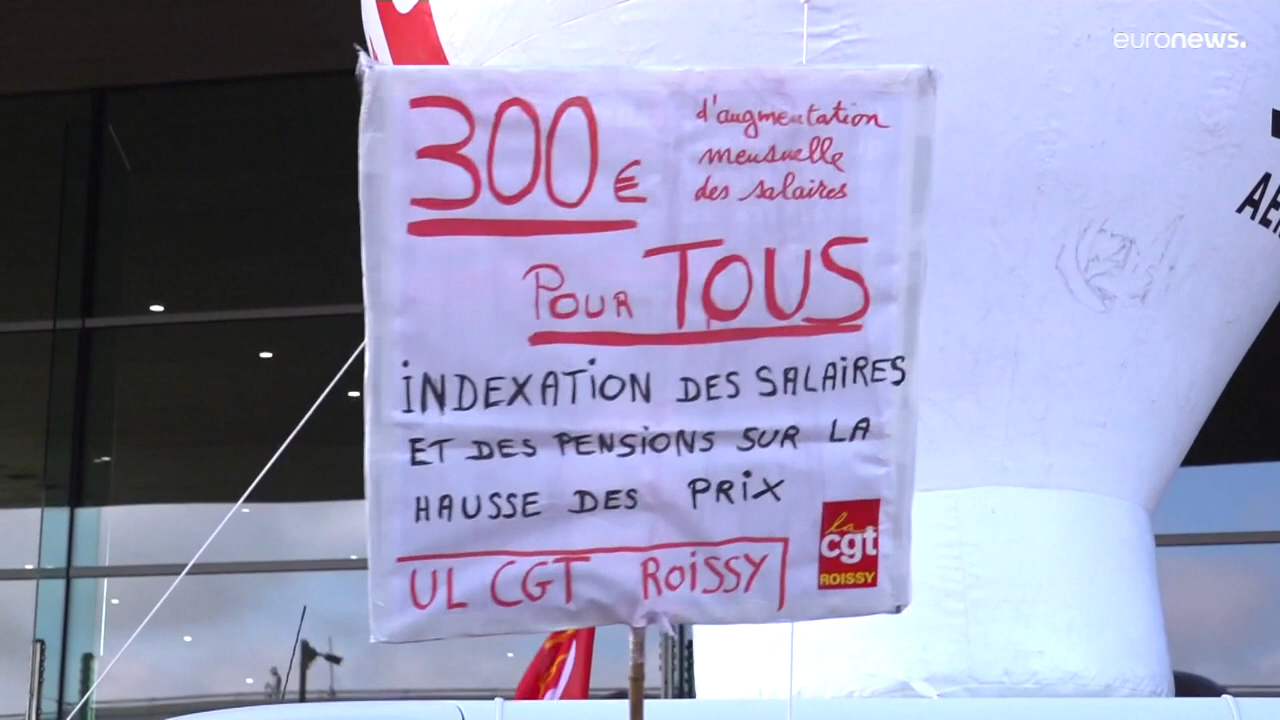 euronews.
300€
d'augmentation
mensuelle
des salaires
POUR TOUS
INDEXATION DES SALAIRES
ET DES PENSIONS SUR LA
HAUSSE DES PRIX
la
cgt
ROISSY
UL CGT ROISSY